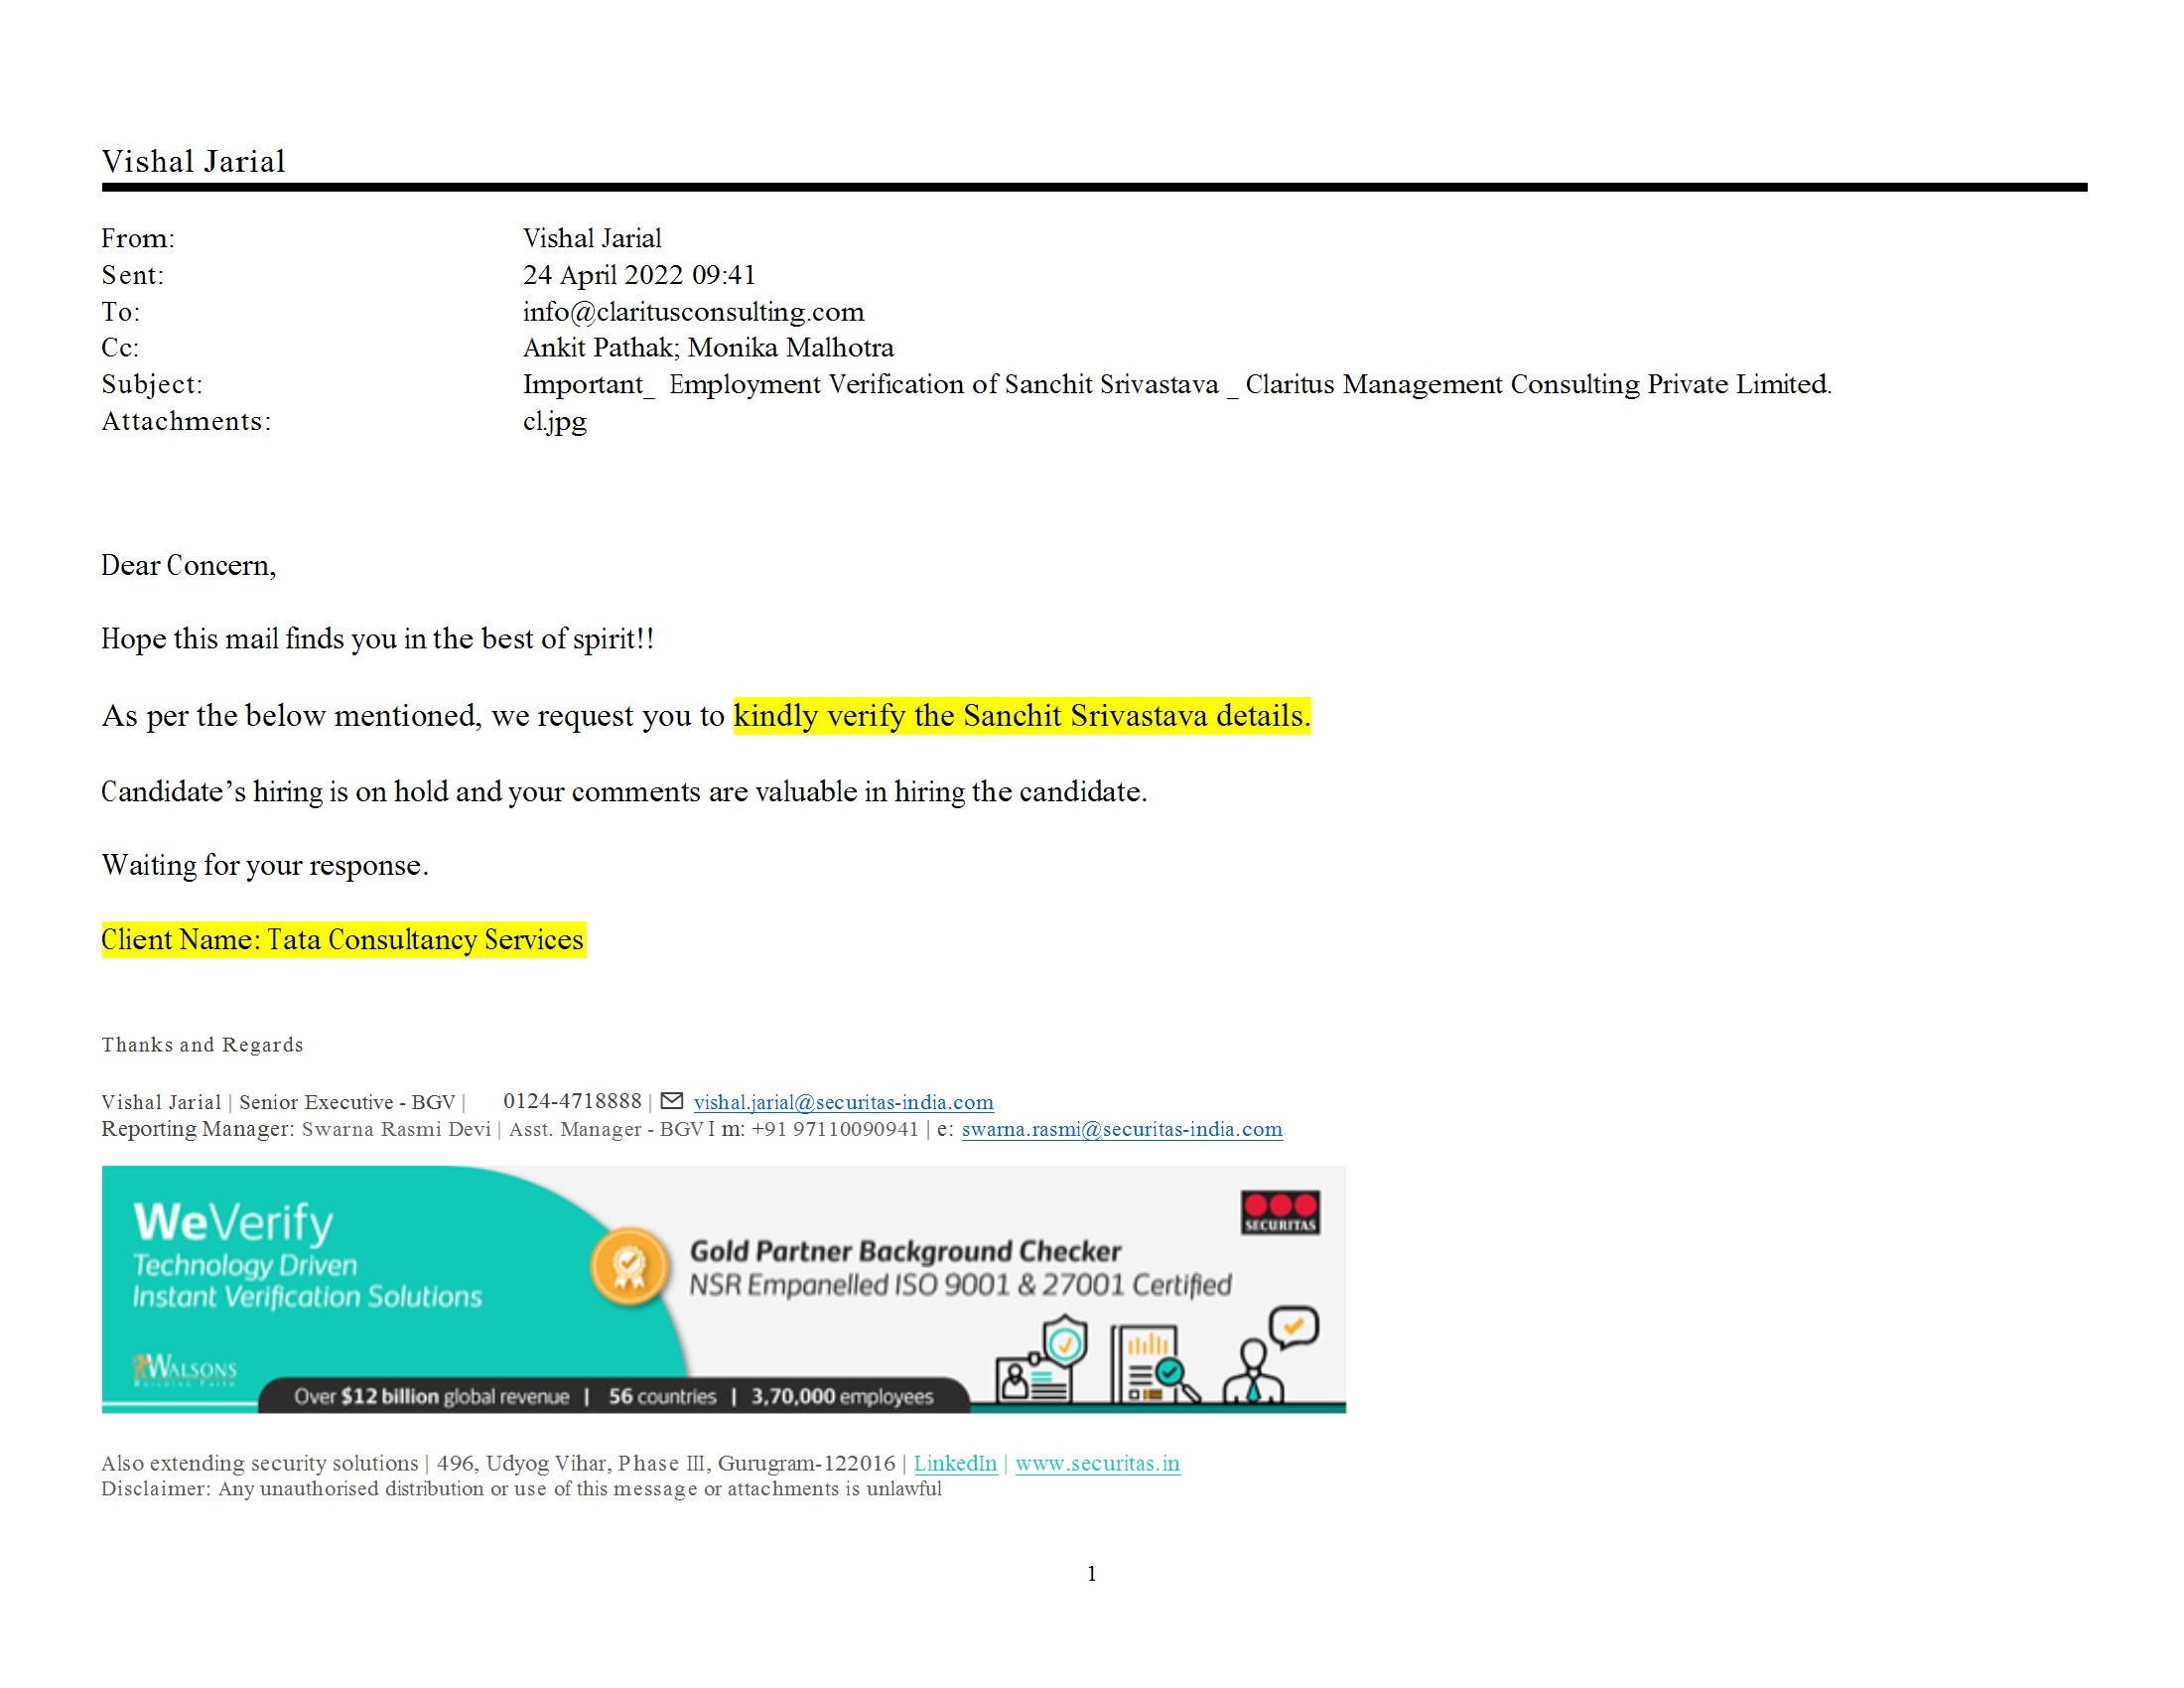 Vishal Jarial
From: Vishal Jarial
Sent: 24 April 2022 09:41
To: info@claritusconsulting.com
Cc: Ankit Pathak; Monika Malhotra
Subject: Important_ Employment Verification of Sanchit Srivastava _ Claritus Management Consulting Private Limited.
Attachments: cl.jpg
Dear Concern,
Hope this mail finds you in the best of spirit!!
As per the below mentioned, we request you to kindly verify the Sanchit Srivastava details.
Candidate’s hiring is on hold and your comments are valuable in hiring the candidate.
Waiting for your response.
Client Name: Tata Consultancy Services
Thanks and Regards
Vishal Jarial | Senior Executive - BGV | 0124-4718888 | vishal.jarial@securitas-india.com
Reporting Manager: Swarna Rasmi Devi | Asst. Manager - BGV I m: +91 97110090941 | e: swarna.rasmi@securitas-india.com
WeVerify
Technology Driven
Instant Verification Solutions
SECURITAS
Gold Partner Background Checker
NSR Empanelled ISO 9001 & 27001 Certified
WALSONS
BUILDING FAITH
Over $12 billion global revenue | 56 countries | 3,70,000 employees
Also extending security solutions | 496, Udyog Vihar, Phase III, Gurugram-122016 | LinkedIn | www.securitas.in
Disclaimer: Any unauthorised distribution or use of this message or attachments is unlawful
1